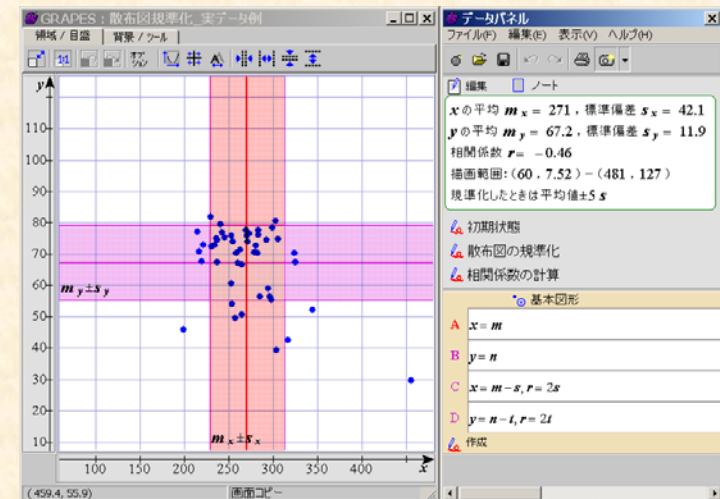 GRAPES : 散布図規準化_実データ例
領域 / 目盛 背景 / ツール
1:1
y
110
100
90
80
70
60
50
40
30
20
10
m y ± s y
m x ± s x
100 150 200 250 300 350 400 x
(459.4, 55.9) 画面コピー
データパネル
ファイル(F) 編集(E) 表示(V) ヘルプ(H)
編集 ノート
xの平均 m x = 271 , 標準偏差 s x = 42.1
yの平均 m y = 67.2 , 標準偏差 s y = 11.9
相関係数 r= -0.46
描画範囲:(60 , 7.52 )-(481 , 127 )
規準化したときは平均値±5 s
初期状態
散布図の規準化
相関係数の計算
基本図形
A x= m
B y= n
C x= m-s, r= 2s
D y= n-t, r= 2t
作成